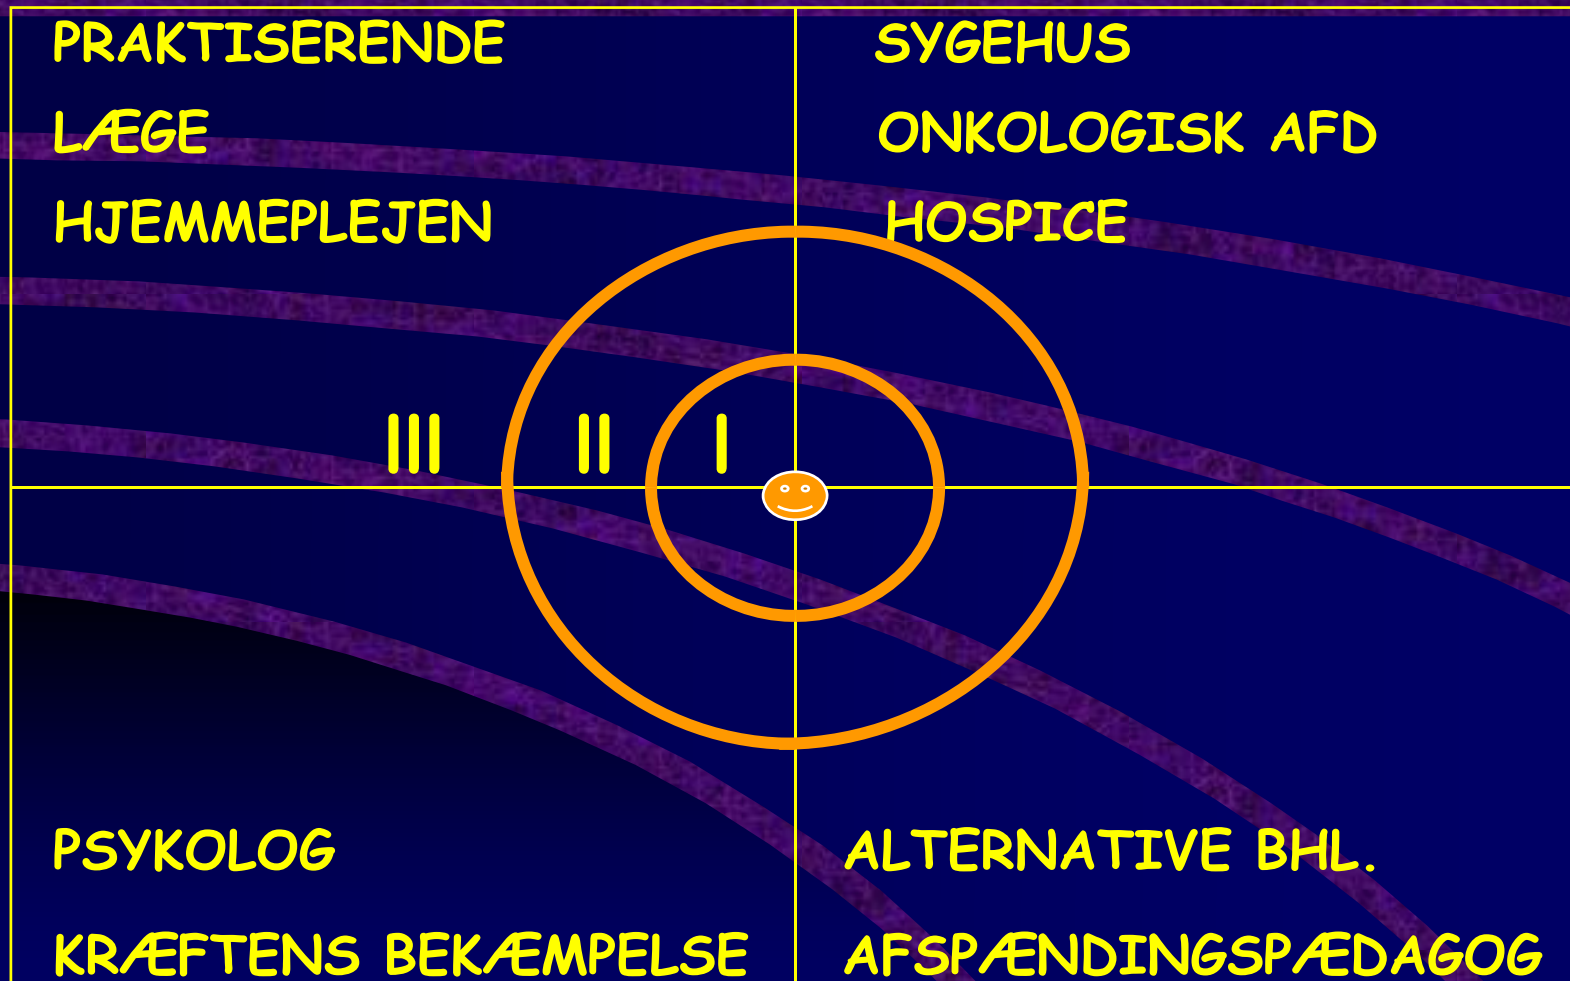 PRAKTISERENDE
LÆGE
HJEMMEPLEJEN
SYGEHUS
ONKOLOGISK AFD
HOSPICE
III II I
PSYKOLOG
KRÆFTENS BEKÆMPELSE
ALTERNATIVE BHL.
AFSPÆNDINGSPÆDAGOG